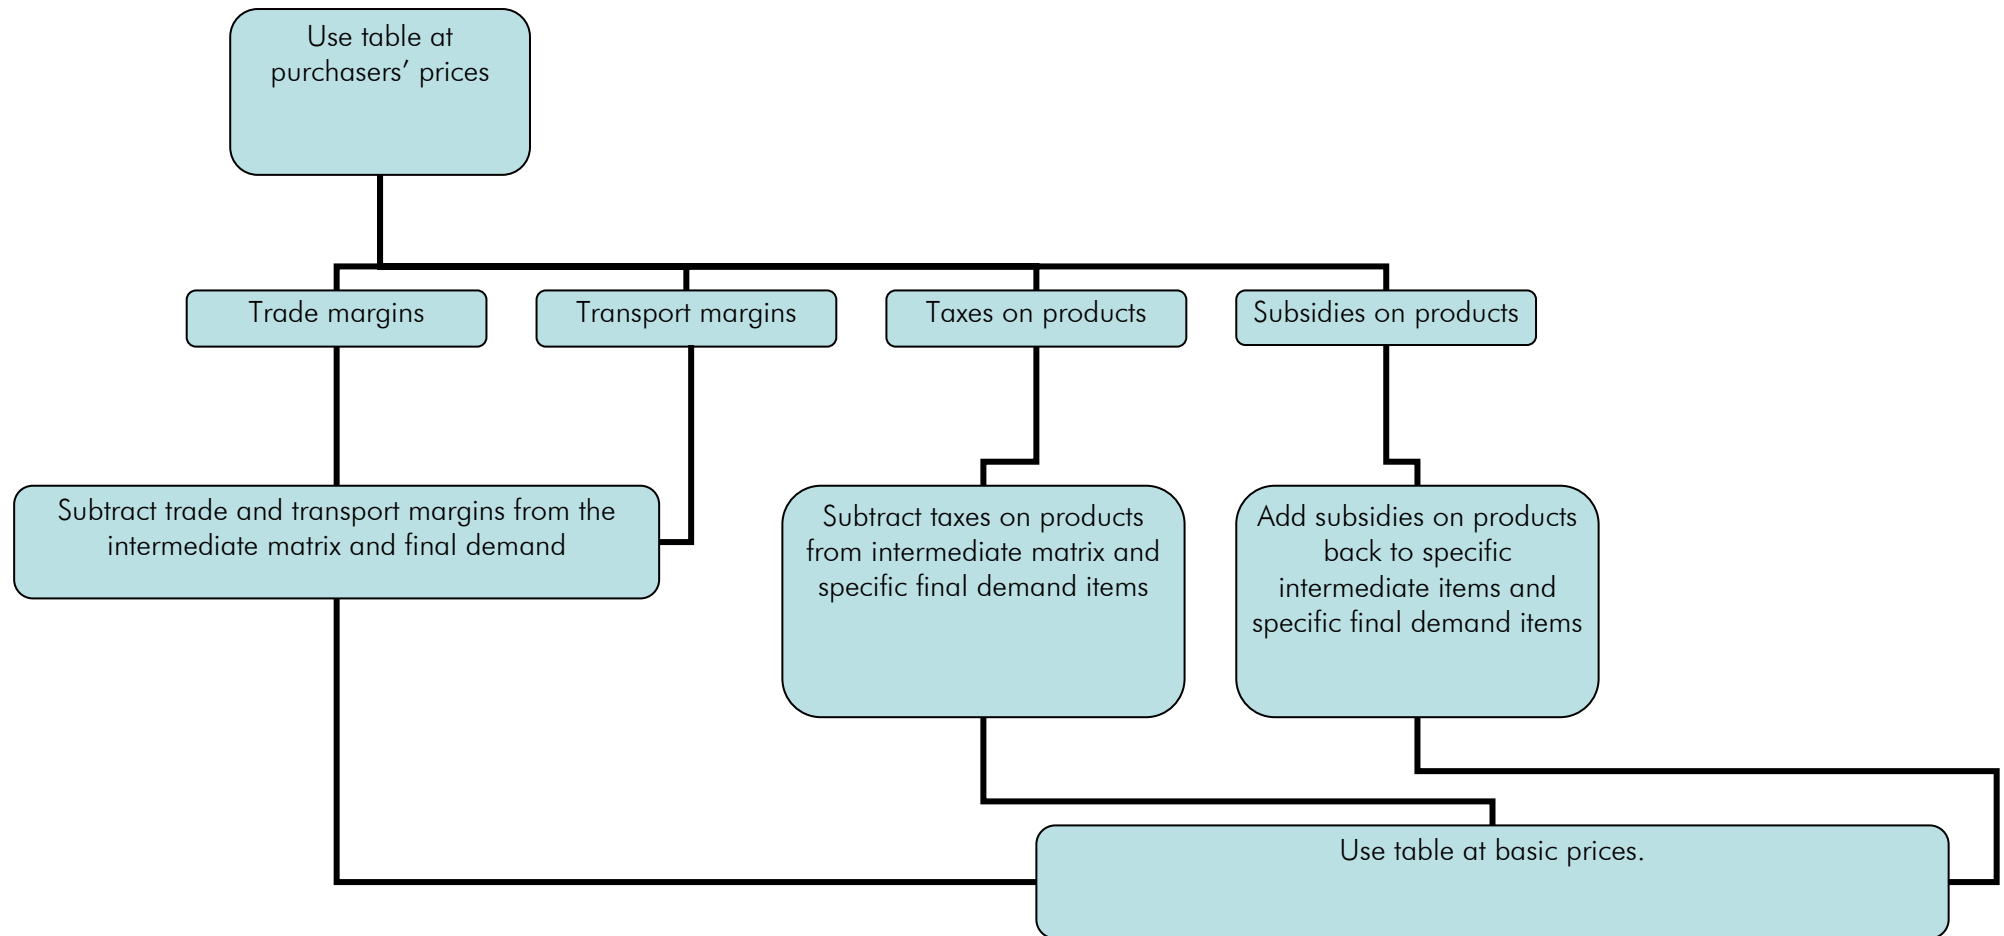 Use table at
purchasers’ prices
Trade margins
Transport margins
Taxes on products
Subsidies on products
Subtract trade and transport margins from the
intermediate matrix and final demand
Subtract taxes on products
from intermediate matrix and
specific final demand items
Add subsidies on products
back to specific
intermediate items and
specific final demand items
Use table at basic prices.